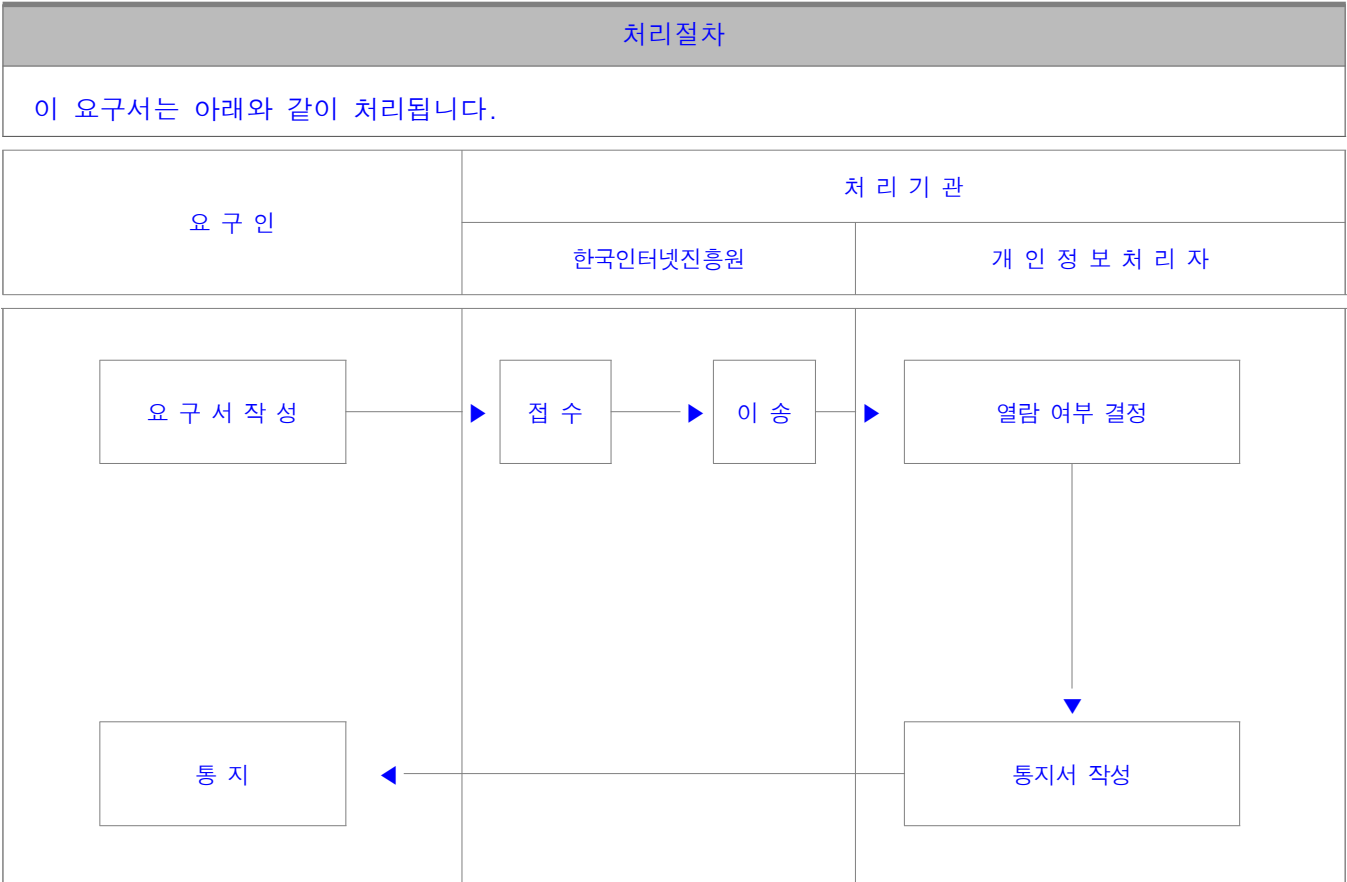 처리절차
이 요구서는 아래와 같이 처리됩니다.
요 구 인
처 리 기 관
한국인터넷진흥원
개 인 정 보 처 리 자
요 구 서 작 성
접 수
이 송
열람 여부 결정
통 지
통지서 작성